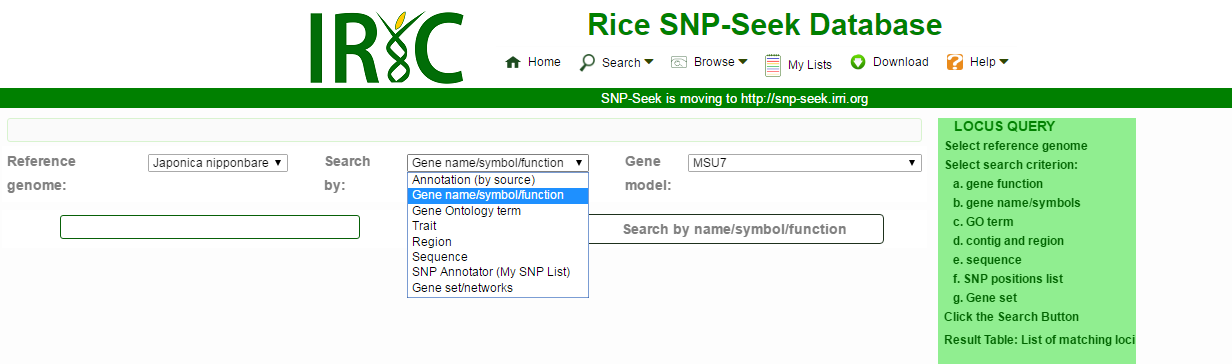 IRIC
Rice SNP-Seek Database
Home Search Browse My Lists Download Help
SNP-Seek is moving to http://snp-seek.irri.org
Reference genome:
Japonica nipponbare
Search by:
Gene name/symbol/function
Gene model:
MSU7
Annotation (by source)
Gene name/symbol/function
Gene Ontology term
Trait
Region
Sequence
SNP Annotator (My SNP List)
Gene set/networks
Search by name/symbol/function
LOCUS QUERY
Select reference genome
Select search criterion:
a. gene function
b. gene name/symbols
c. GO term
d. contig and region
e. sequence
f. SNP positions list
g. Gene set
Click the Search Button
Result Table: List of matching loci